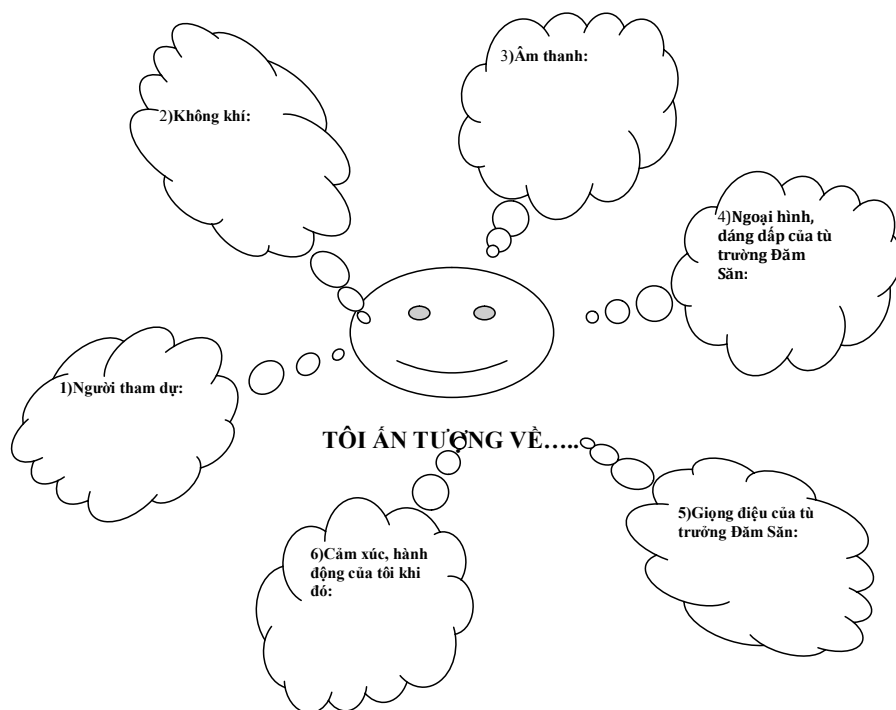 1)Người tham dự:
2)Không khí:
3)Âm thanh:
4)Ngoại hình,
dáng dấp của tù
trường Đăm
Săn:
5)Giọng điệu của tù
trưởng Đăm Săn:
6)Cảm xúc, hành
động của tôi khi
đó:
TÔI ẤN TƯỢNG VỀ…..